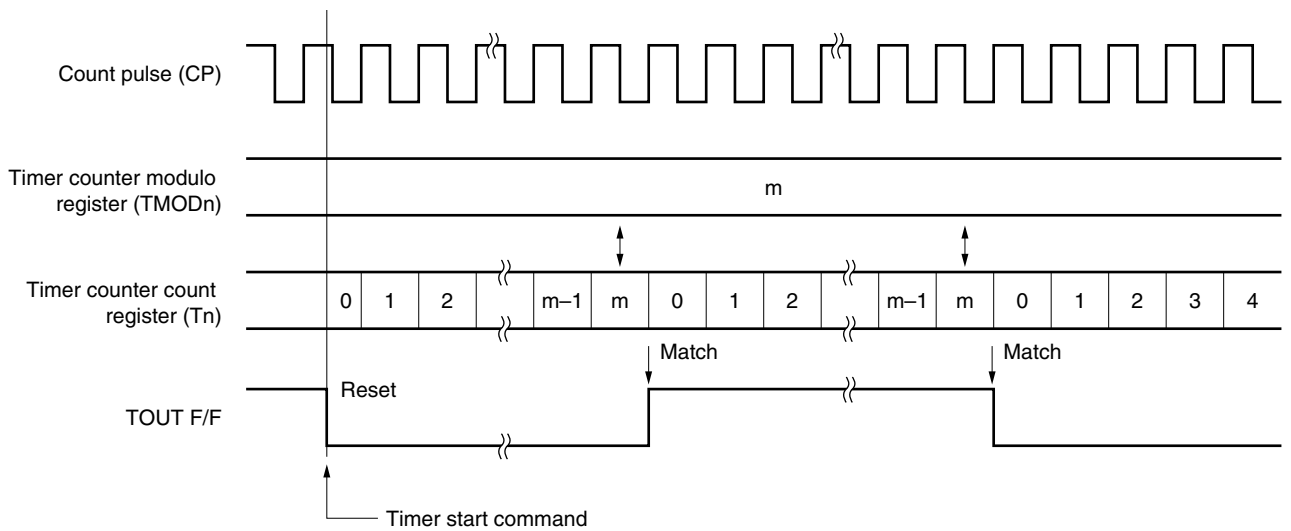 Count pulse (CP)
Timer counter modulo
register (TMODn)
m
Timer counter count
register (Tn)
0 1 2 m–1 m 0 1 2 m–1 m 0 1 2 3 4
Match Match
Reset
TOUT F/F
Timer start command